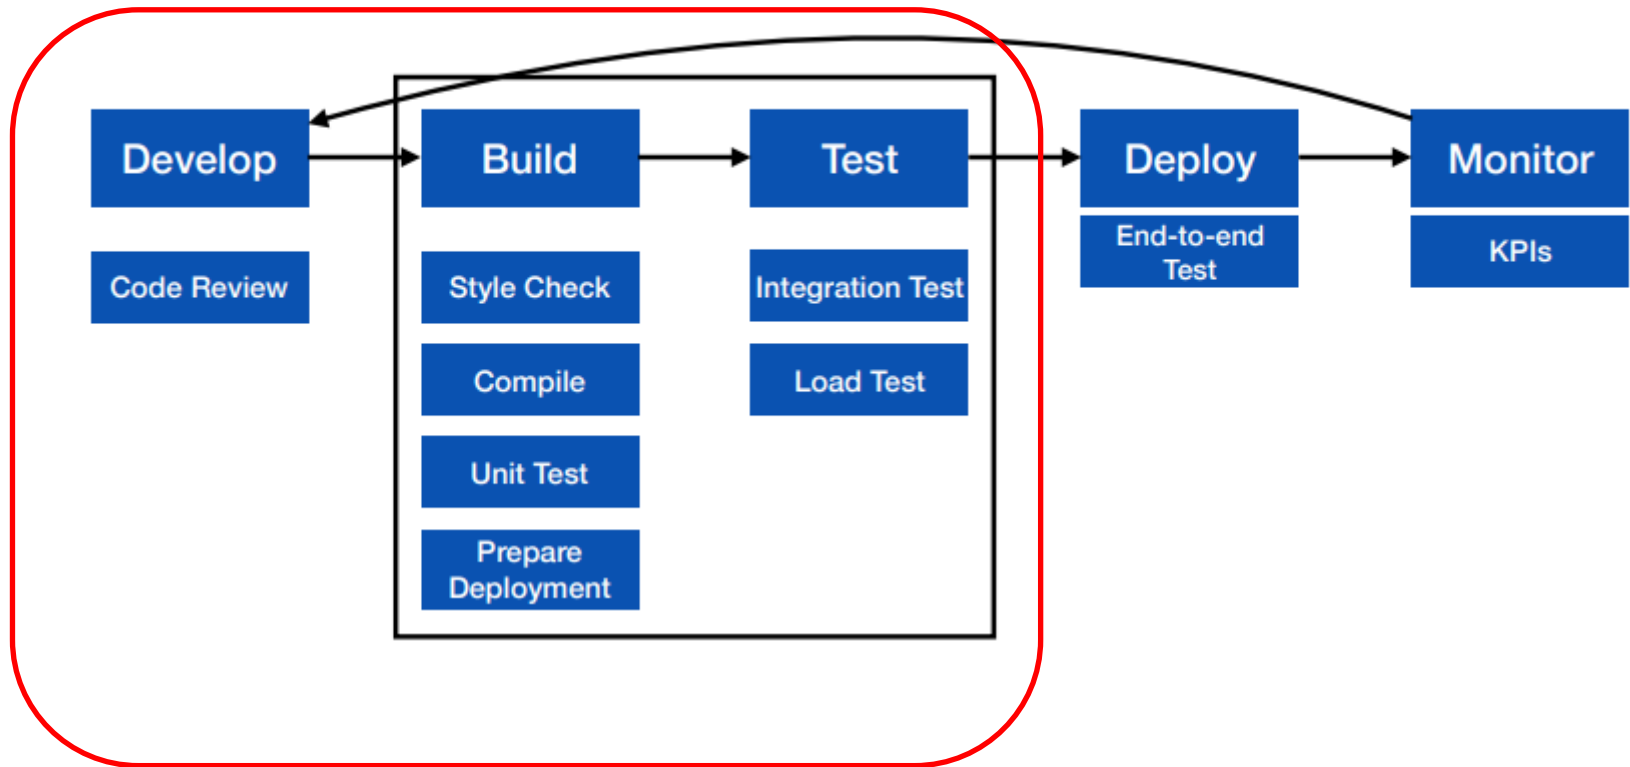 Develop
Build
Test
Deploy
Monitor
Code Review
Style Check
Compile
Unit Test
Prepare
Deployment
Integration Test
Load Test
End-to-end
Test
KPIs